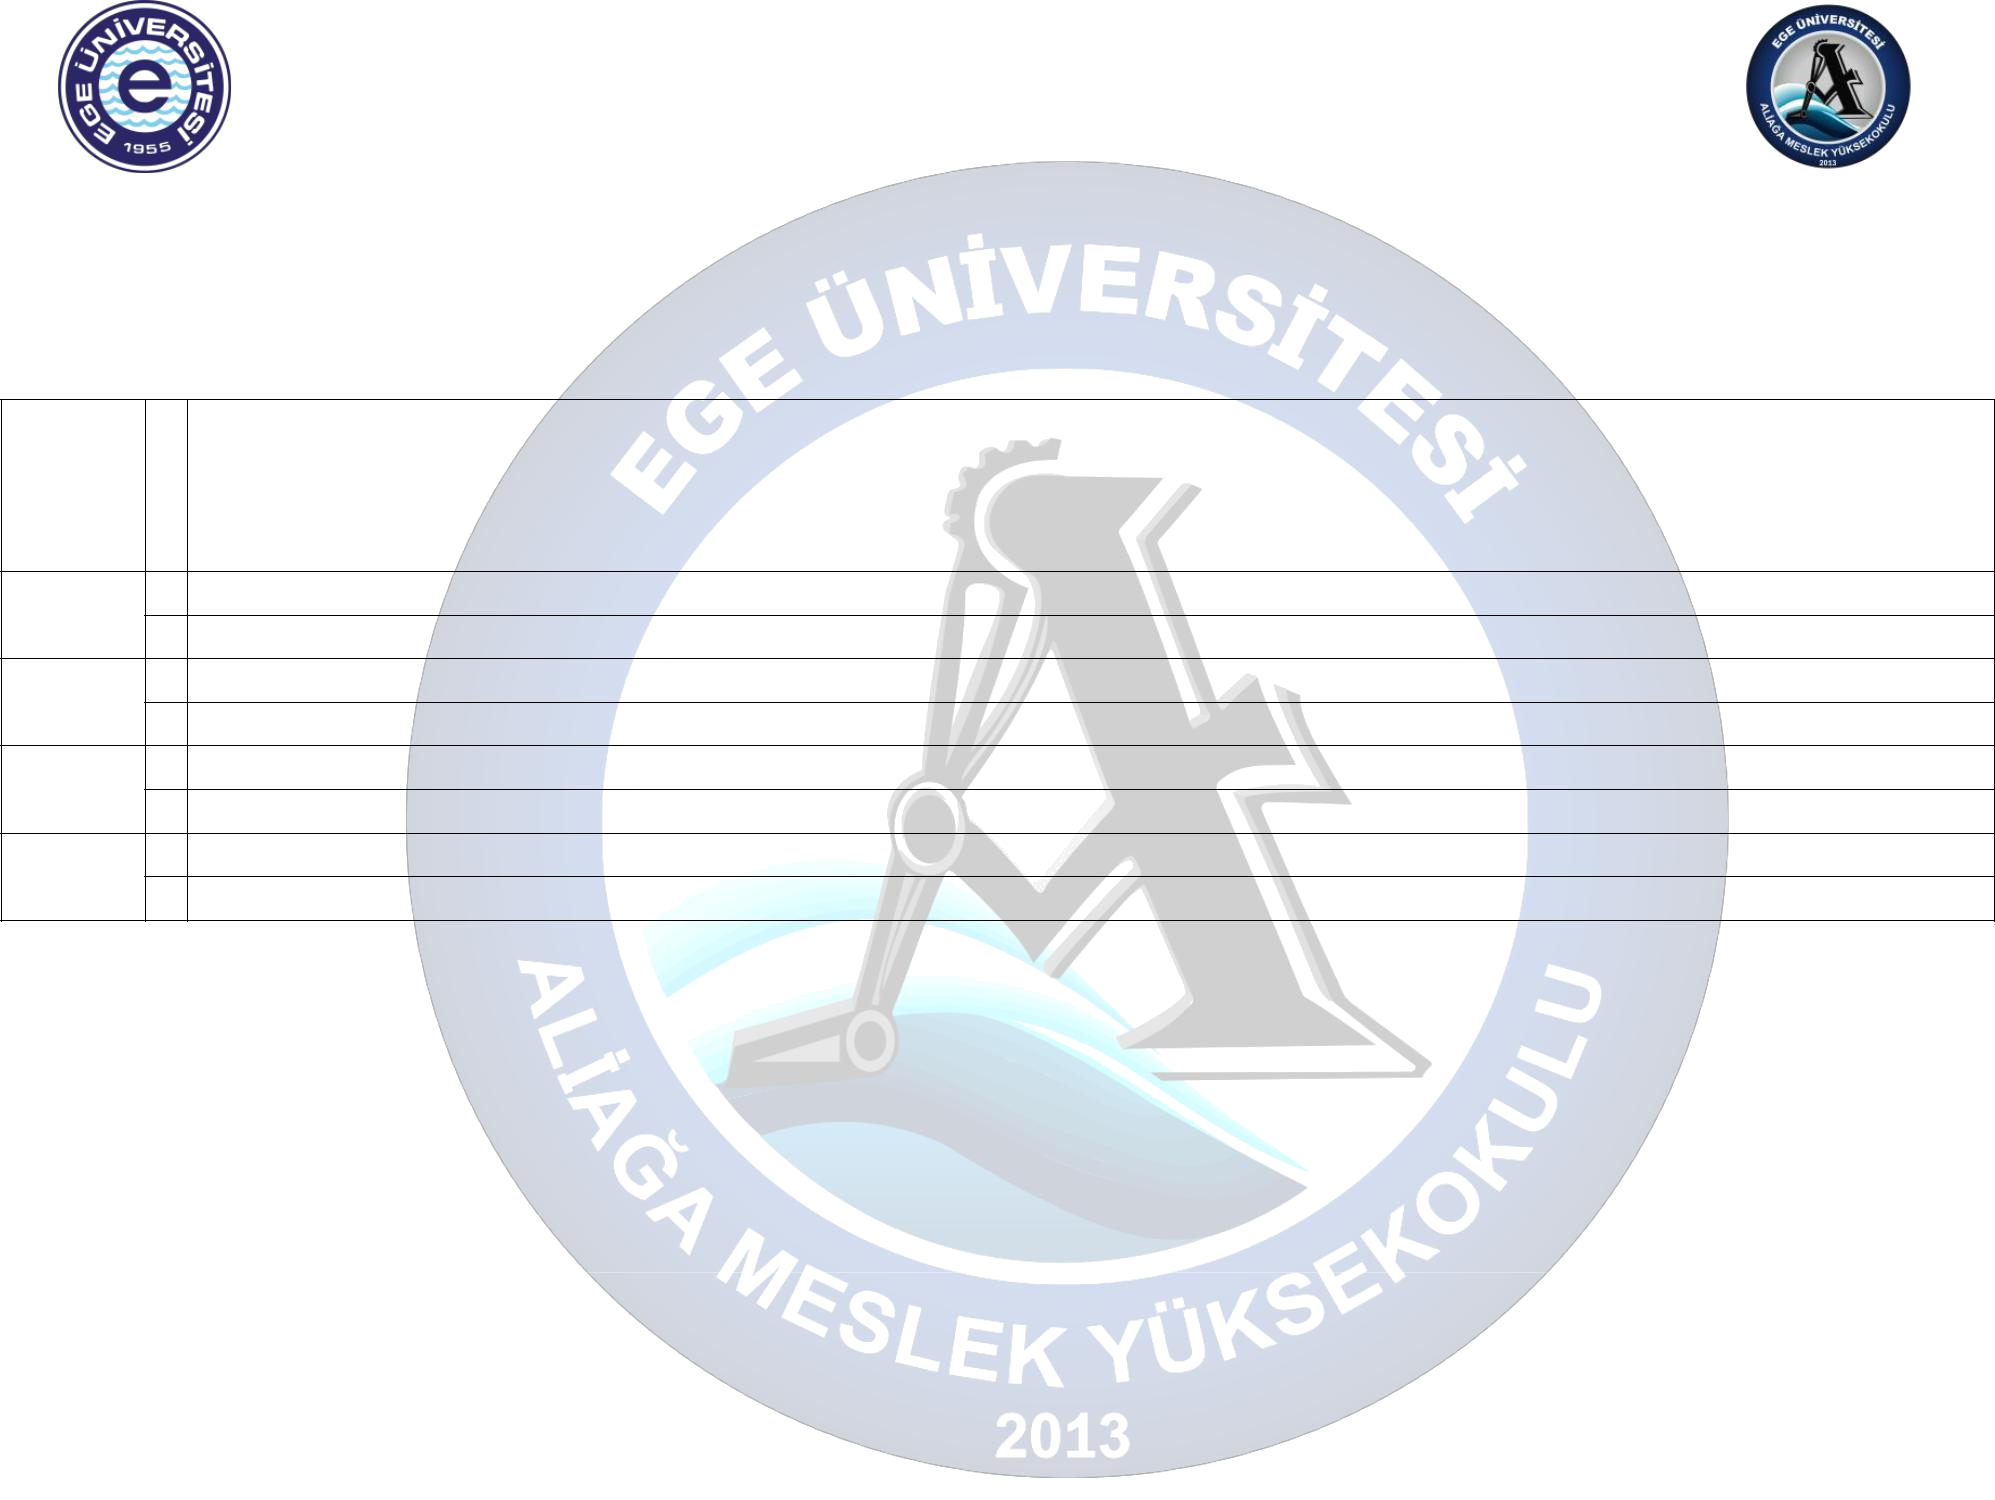 EGE ÜNİVERSİTESİ
1955
EGE ÜNİVERSİTESİ
ALİAĞA MESLEK YÜKSEKOKULU
2013
EGE ÜNİVERSİTESİ
ALİAĞA MESLEK YÜKSEKOKULU
2013